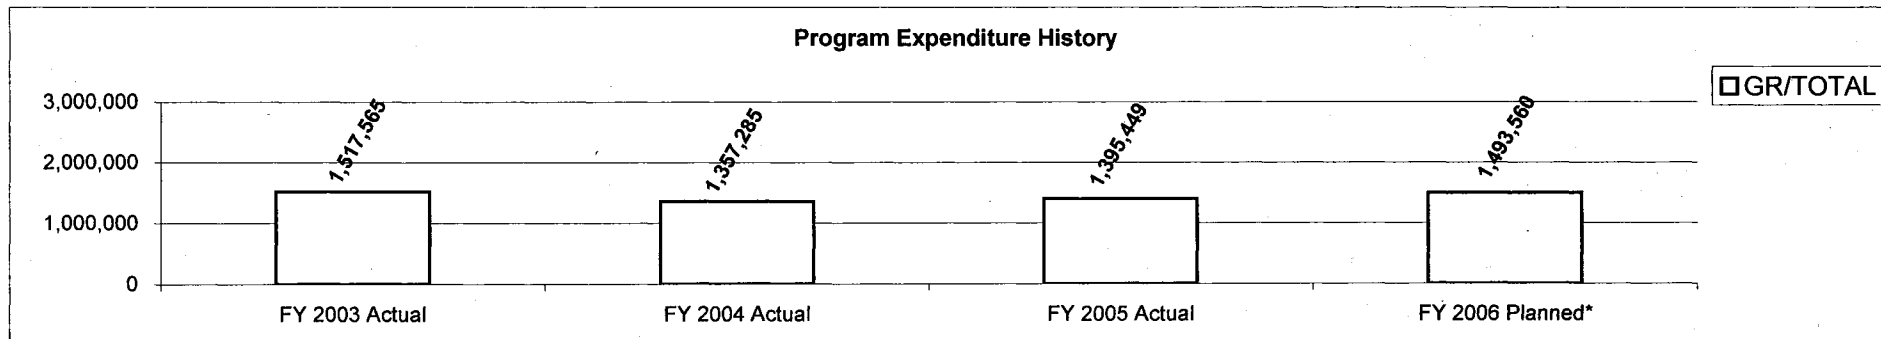 Program Expenditure History
GR/TOTAL
3,000,000
2,000,000
1,000,000
0
1,517,565
1,357,285
1,395,449
1,493,560
FY 2003 Actual
FY 2004 Actual
FY 2005 Actual
FY 2006 Planned*